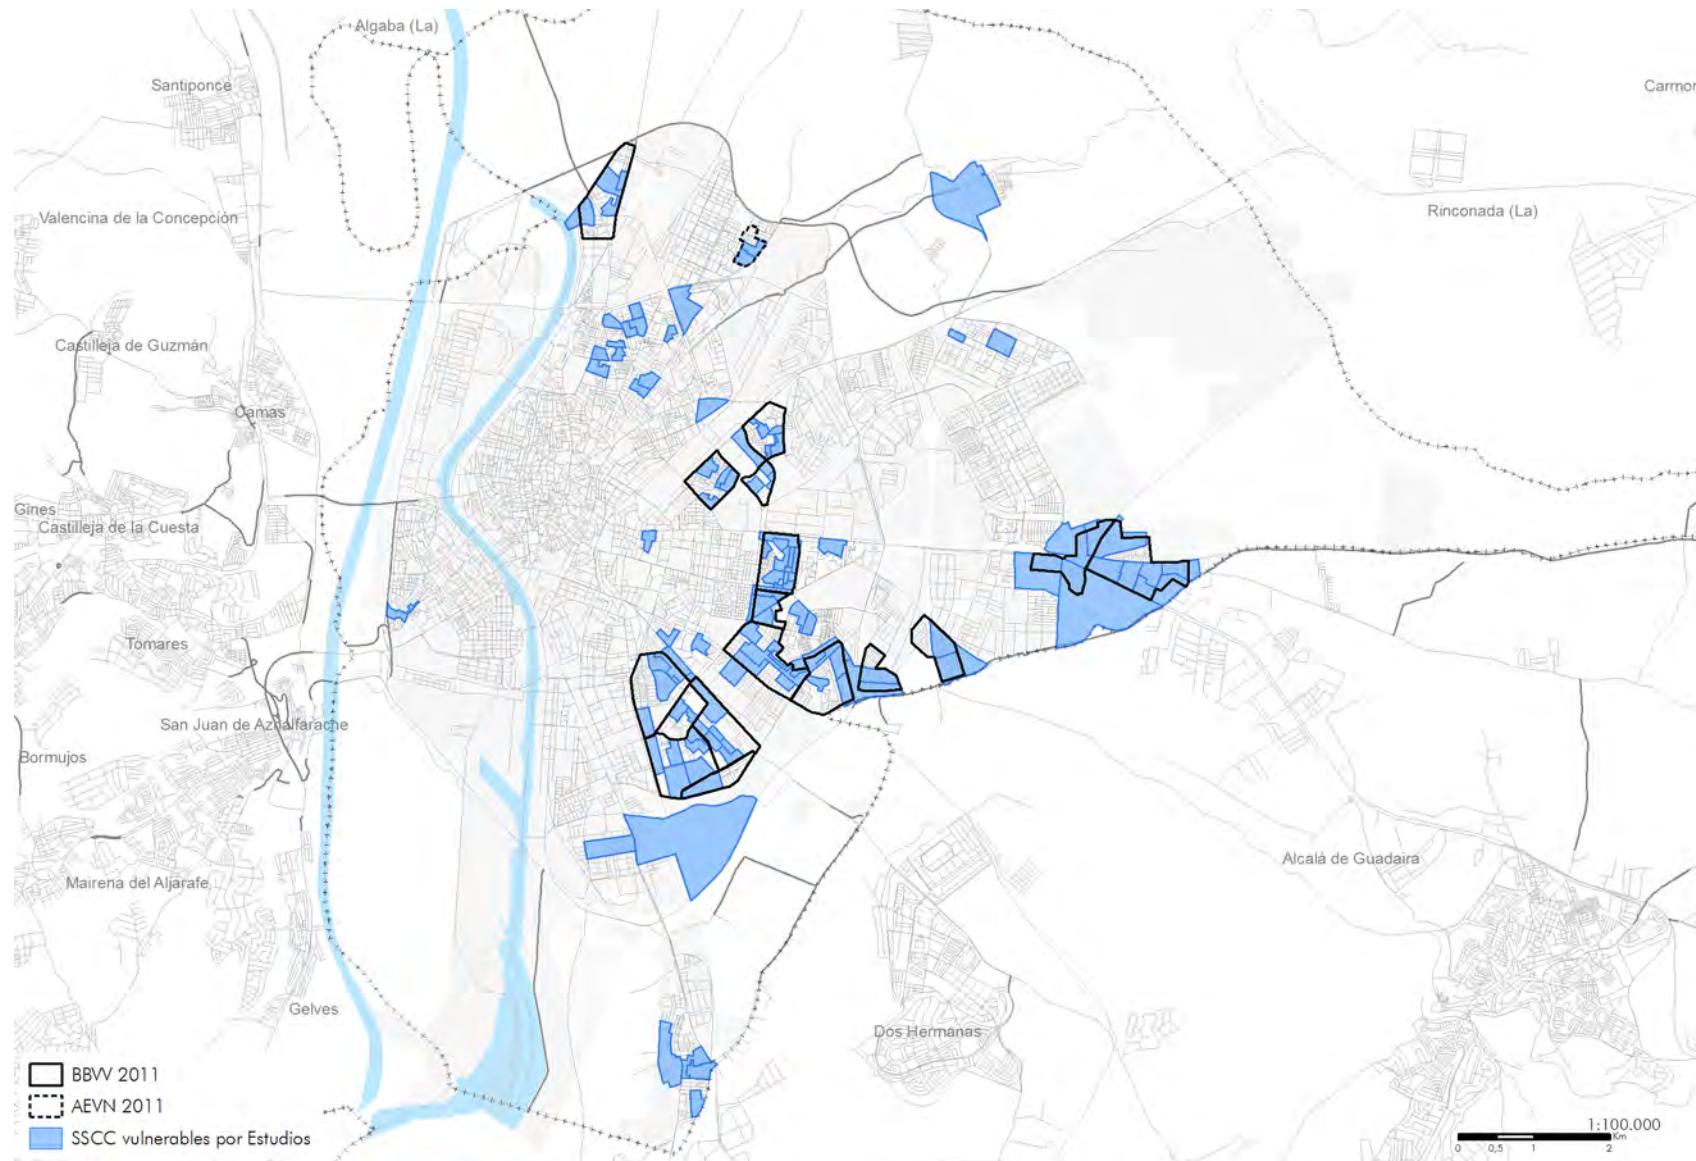 Algaba (La)
Santiponce
Carmon
Valencina de la Concepción
Rinconada (La)
Castilleja de Guzmán
Camas
Gines
Castilleja de la Cuesta
Tomares
San Juan de Aznalfarache
Bormujos
Alcalá de Guadaira
Mairena del Aljarafe
Gelves
Dos Hermanas
BBVV 2011
AEVN 2011
SSCC vulnerables por Estudios
1:100.000
Km
0 0,5 1 2